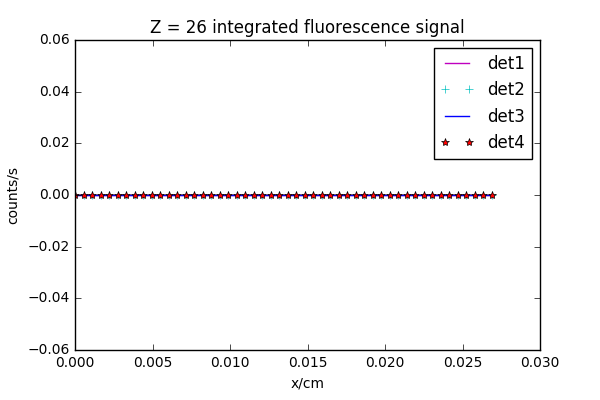 Z = 26 integrated fluorescence signal
0.06
0.04
0.02
0.00
−0.02
−0.04
−0.06
counts/s
det1
det2
det3
det4
0.000 0.005 0.010 0.015 0.020 0.025 0.030
x/cm